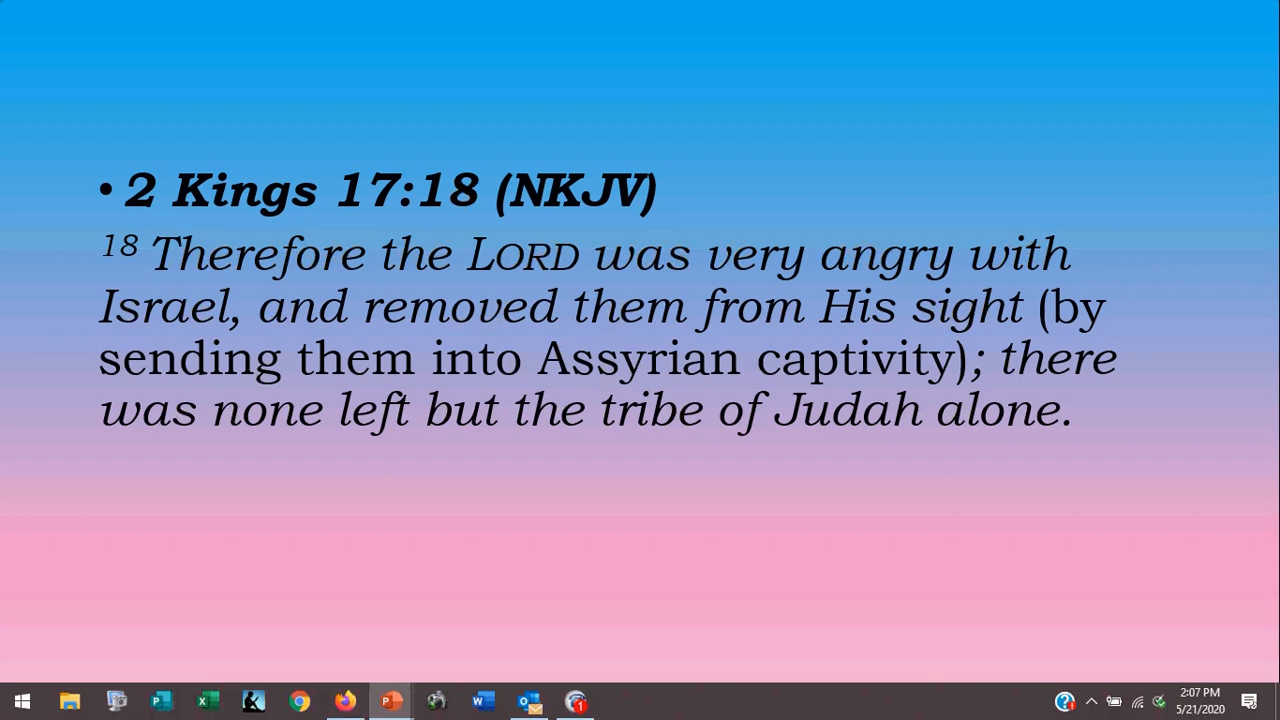 • 2 Kings 17:18 (NKJV)
18 Therefore the LORD was very angry with
Israel, and removed them from His sight (by
sending them into Assyrian captivity); there
was none left but the tribe of Judah alone.
2:07 PM
5/21/2020